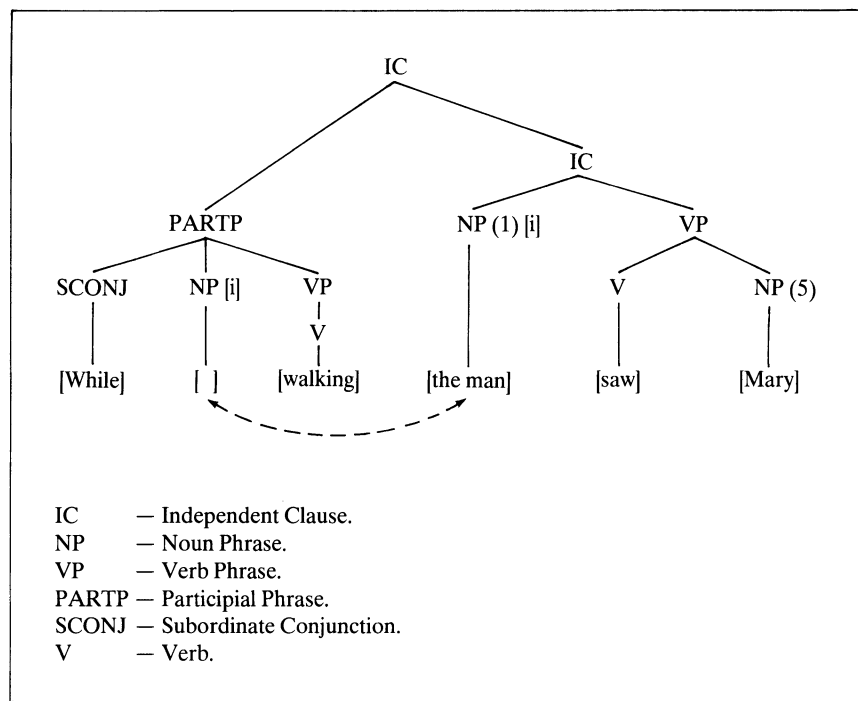 IC
IC
PARTP NP (1) [i] VP
SCONJ NP [i] VP V NP (5)
V
[While] [ ] [walking] [the man] [saw] [Mary]
IC — Independent Clause.
NP — Noun Phrase.
VP — Verb Phrase.
PARTP — Participial Phrase.
SCONJ — Subordinate Conjunction.
V — Verb.